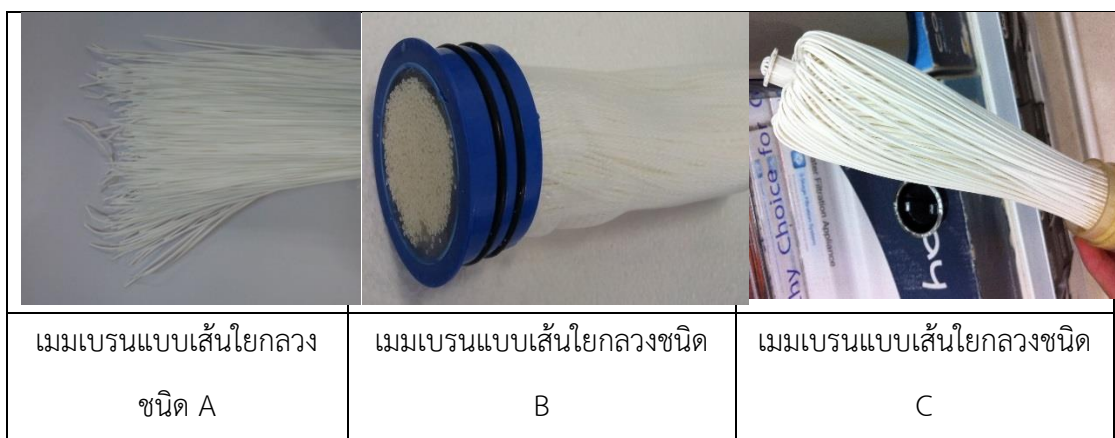 เมมเบรนแบบเส้นใยกลวง
ชนิด A
เมมเบรนแบบเส้นใยกลวงชนิด
B
เมมเบรนแบบเส้นใยกลวงชนิด
C
hy Choice for
Filtration Appliance